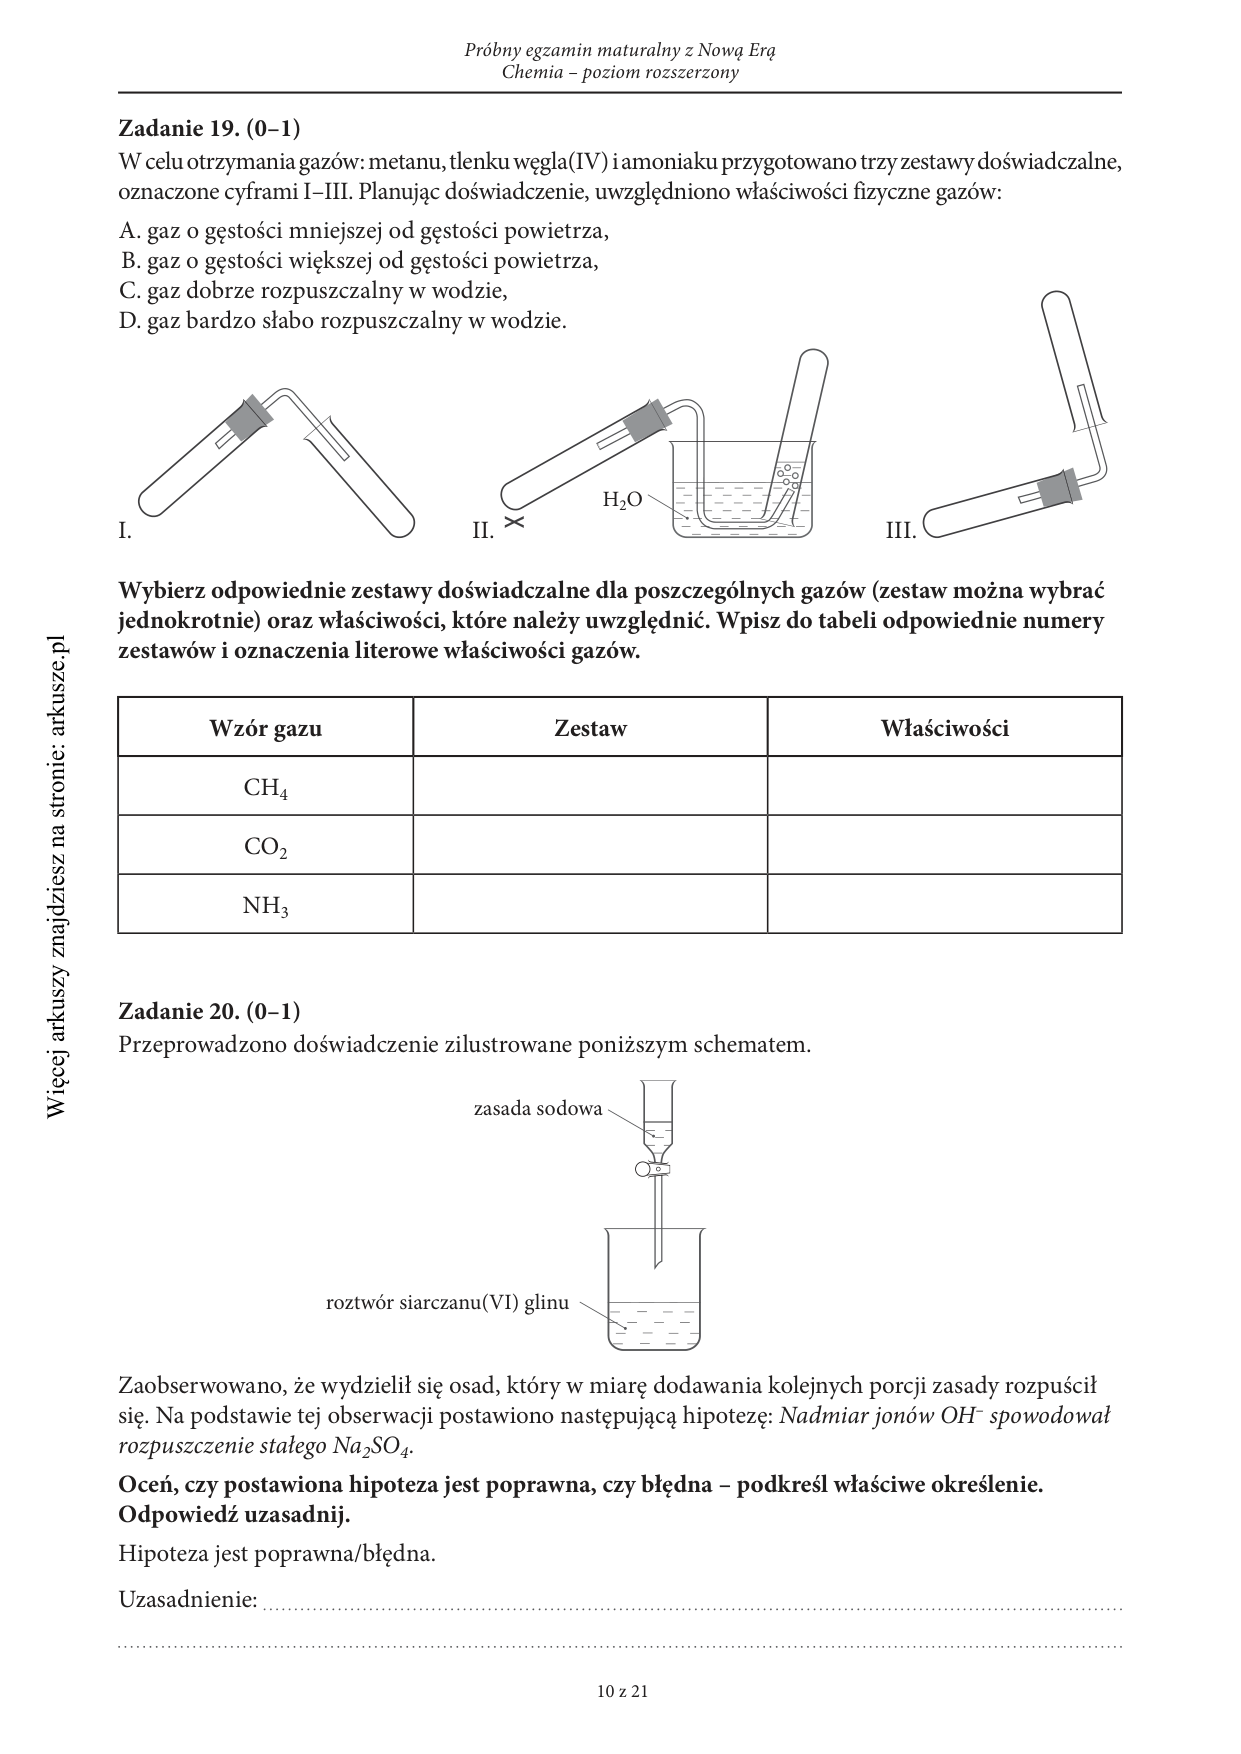 Próbny egzamin maturalny z Nową Erą
Chemia – poziom rozszerzony
Zadanie 19. (0–1)
W celu otrzymania gazów: metanu, tlenku węgla(IV) i amoniaku przygotowano trzy zestawy doświadczalne,
oznaczone cyframi I–III. Planując doświadczenie, uwzględniono właściwości fizyczne gazów:
A. gaz o gęstości mniejszej od gęstości powietrza,
B. gaz o gęstości większej od gęstości powietrza,
C. gaz dobrze rozpuszczalny w wodzie,
D. gaz bardzo słabo rozpuszczalny w wodzie.
H₂O
I.
II.
III.
Wybierz odpowiednie zestawy doświadczalne dla poszczególnych gazów (zestaw można wybrać
jednokrotnie) oraz właściwości, które należy uwzględnić. Wpisz do tabeli odpowiednie numery
zestawów i oznaczenia literowe właściwości gazów.
Wzór gazu Zestaw Właściwości
CH₄
CO₂
NH₃
Zadanie 20. (0–1)
Przeprowadzono doświadczenie zilustrowane poniższym schematem.
zasada sodowa
roztwór siarczanu(VI) glinu
Zaobserwowano, że wydzielił się osad, który w miarę dodawania kolejnych porcji zasady rozpuścił
się. Na podstawie tej obserwacji postawiono następującą hipotezę: Nadmiar jonów OH⁻ spowodował
rozpuszczenie stałego Na₂SO₄.
Oceń, czy postawiona hipoteza jest poprawna, czy błędna – podkreśl właściwe określenie.
Odpowiedź uzasadnij.
Hipoteza jest poprawna/błędna.
Uzasadnienie:
10 z 21
Więcej arkuszy znajdziesz na stronie: arkusze.pl